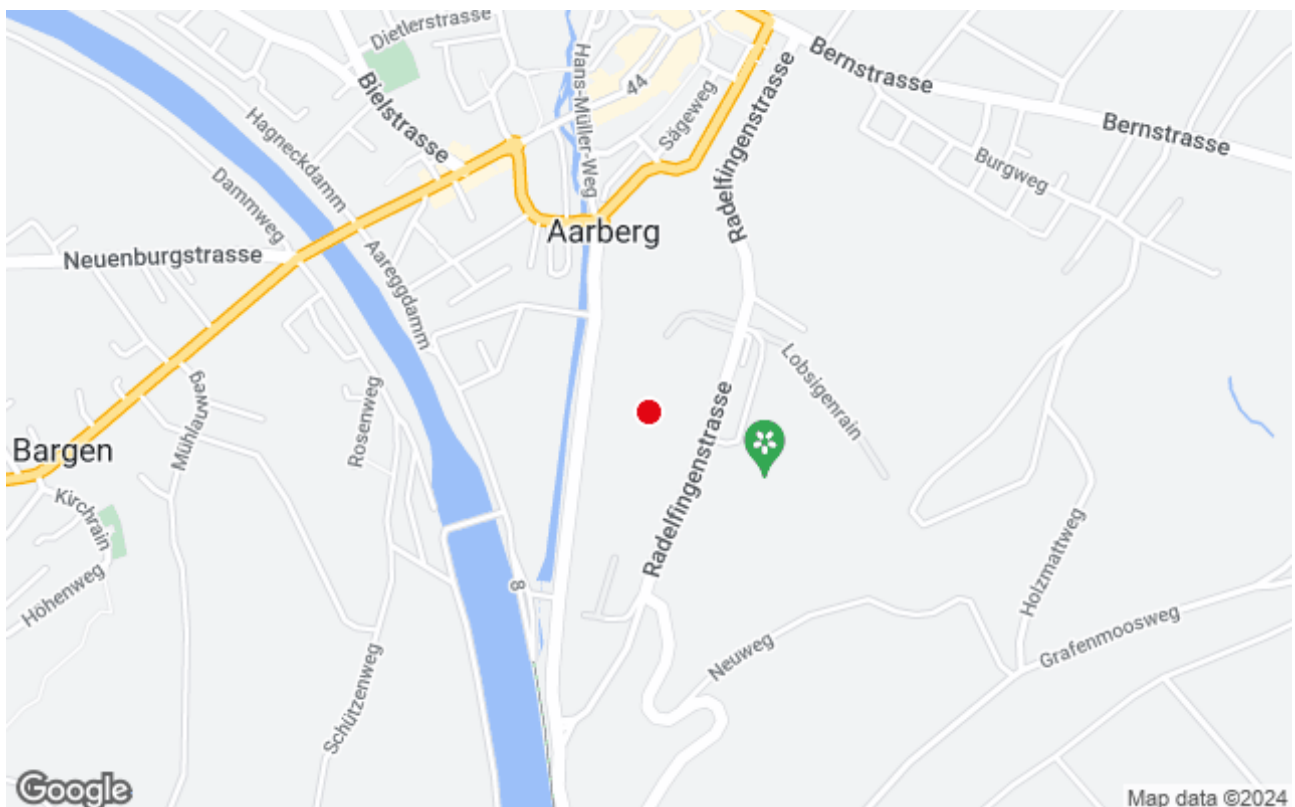 Dietlerstrasse
Hans-Müller-Weg
44
Bernstrasse
Bielstrasse
Sägeweg
Radelfingenstrasse
Bernstrasse
Hagneckdamm
Burgweg
Dammweg
Aarberg
Neuenburgstrasse
Aareggdamm
Lobsigenrain
Rosenweg
Mühlauweg
Radelfingenstrasse
Bargen
Kirchrain
Höhenweg
8
Holzmattweg
Grafenmoosweg
Neuweg
Schützenweg
Google
Map data ©2024